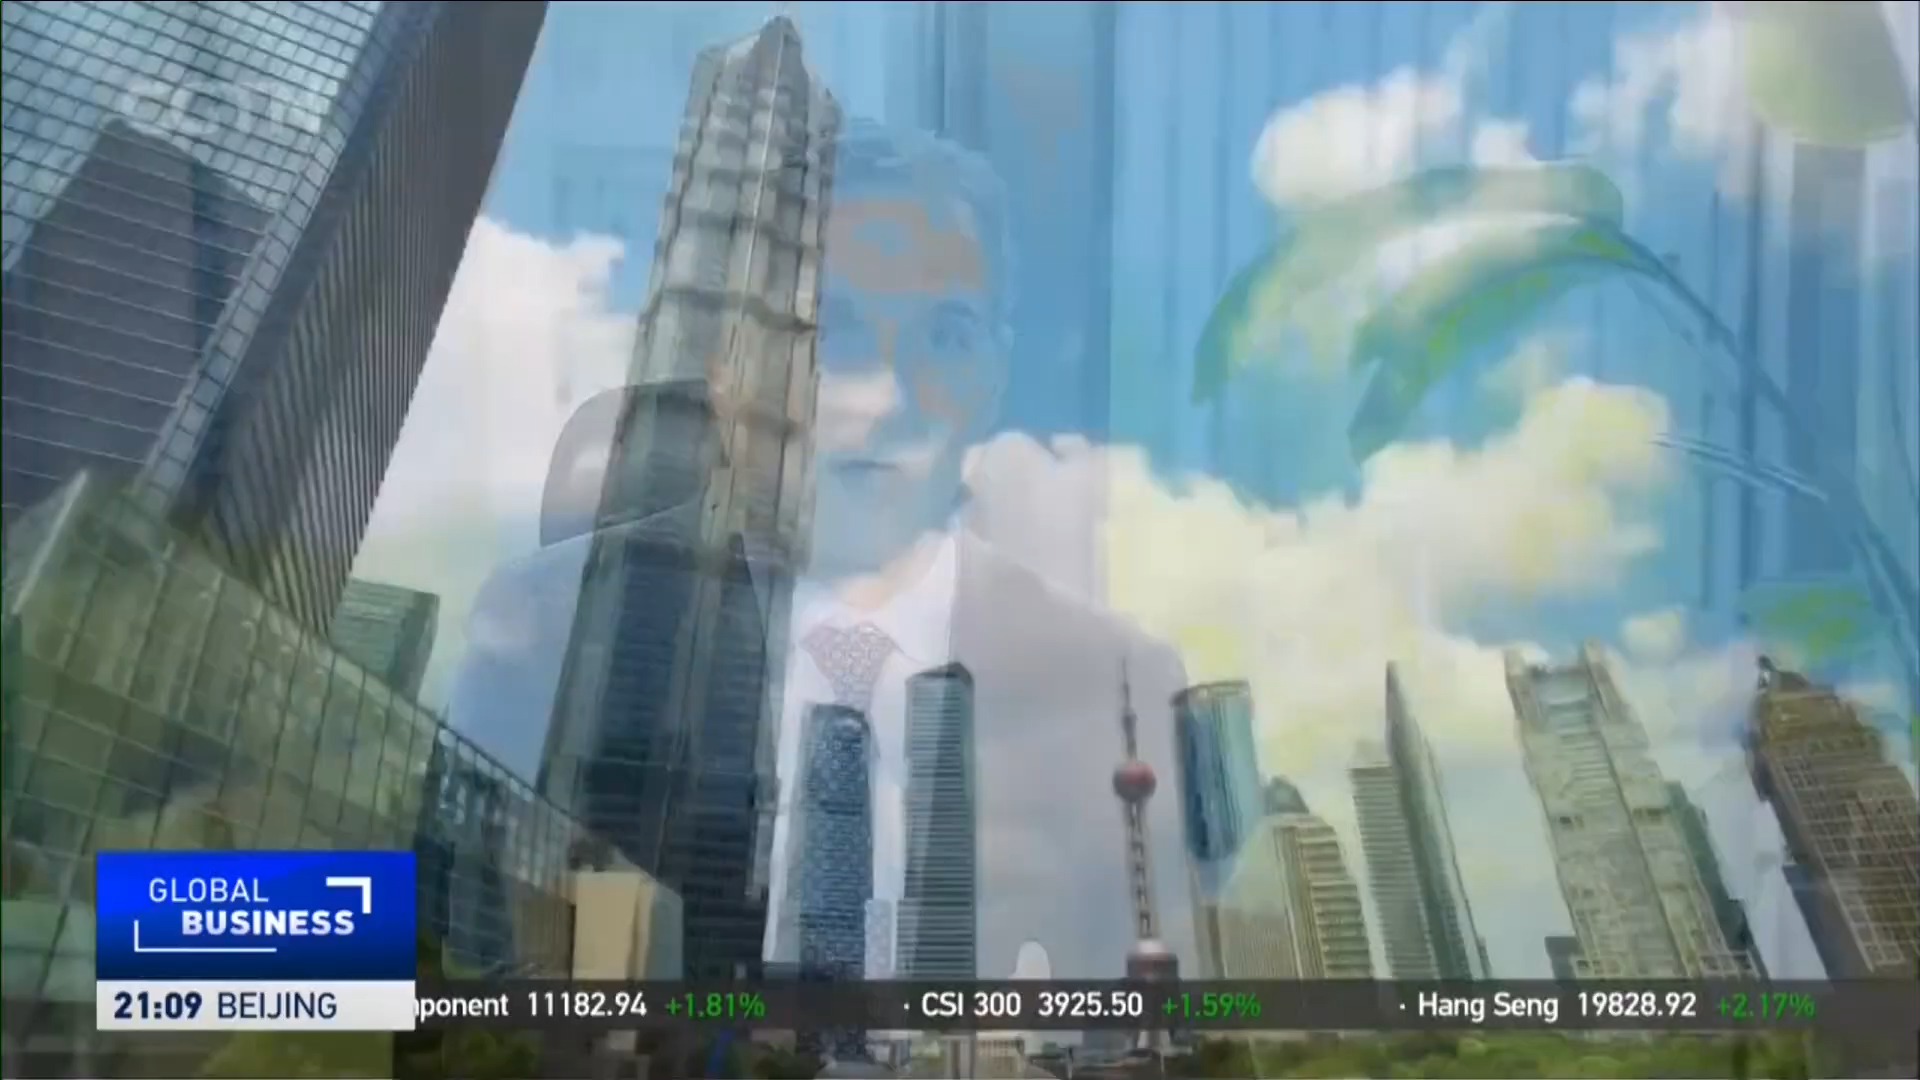 GLOBAL
BUSINESS
21:09 BEIJING
ponent 11182.94 +1.81% · CSI 300 3925.50 +1.59% · Hang Seng 19828.92 +2.17%